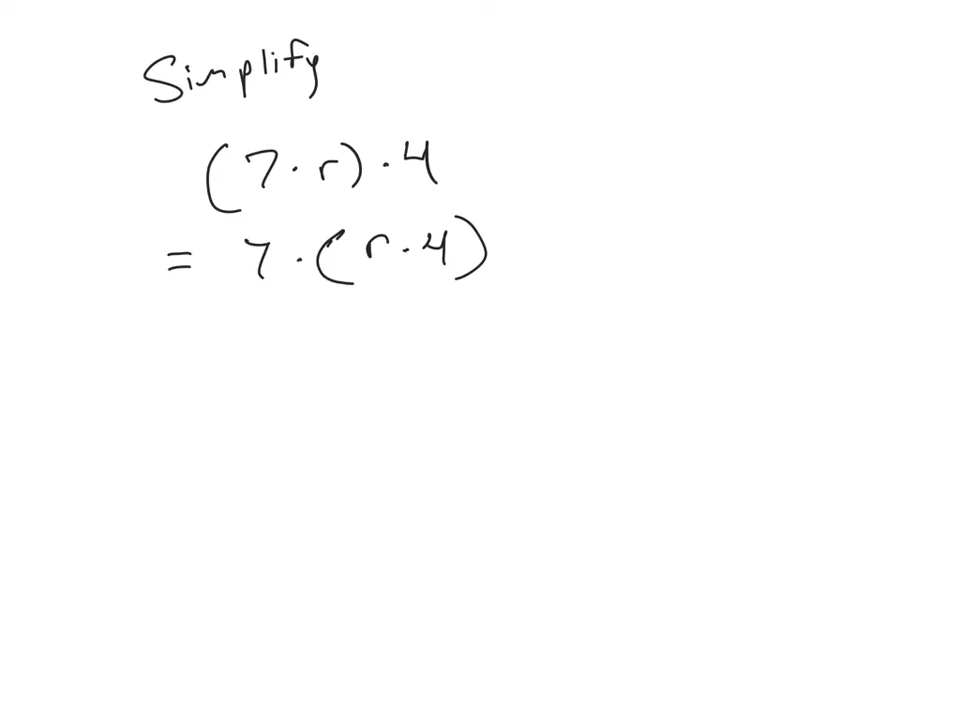 Simplify
(7 · r) · 4
= 7 · (r · 4)